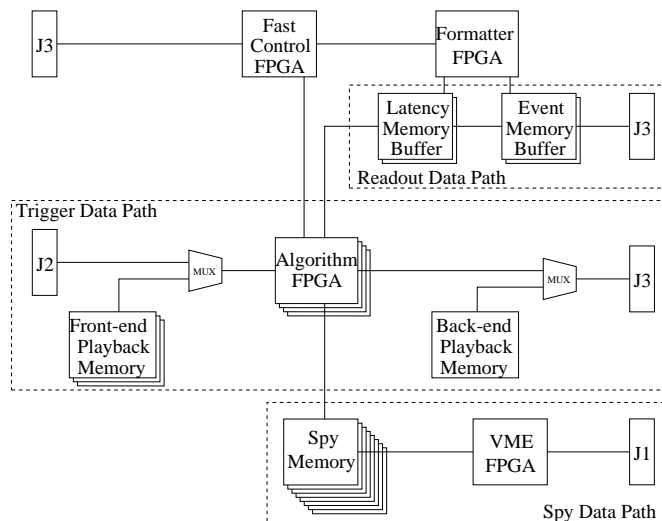 J3
Fast
Control
FPGA
Formatter
FPGA
Latency
Memory
Buffer
Event
Memory
Buffer
J3
Readout Data Path
Trigger Data Path
J2
MUX
Algorithm
FPGA
MUX
J3
Front-end
Playback
Memory
Back-end
Playback
Memory
Spy
Memory
VME
FPGA
J1
Spy Data Path